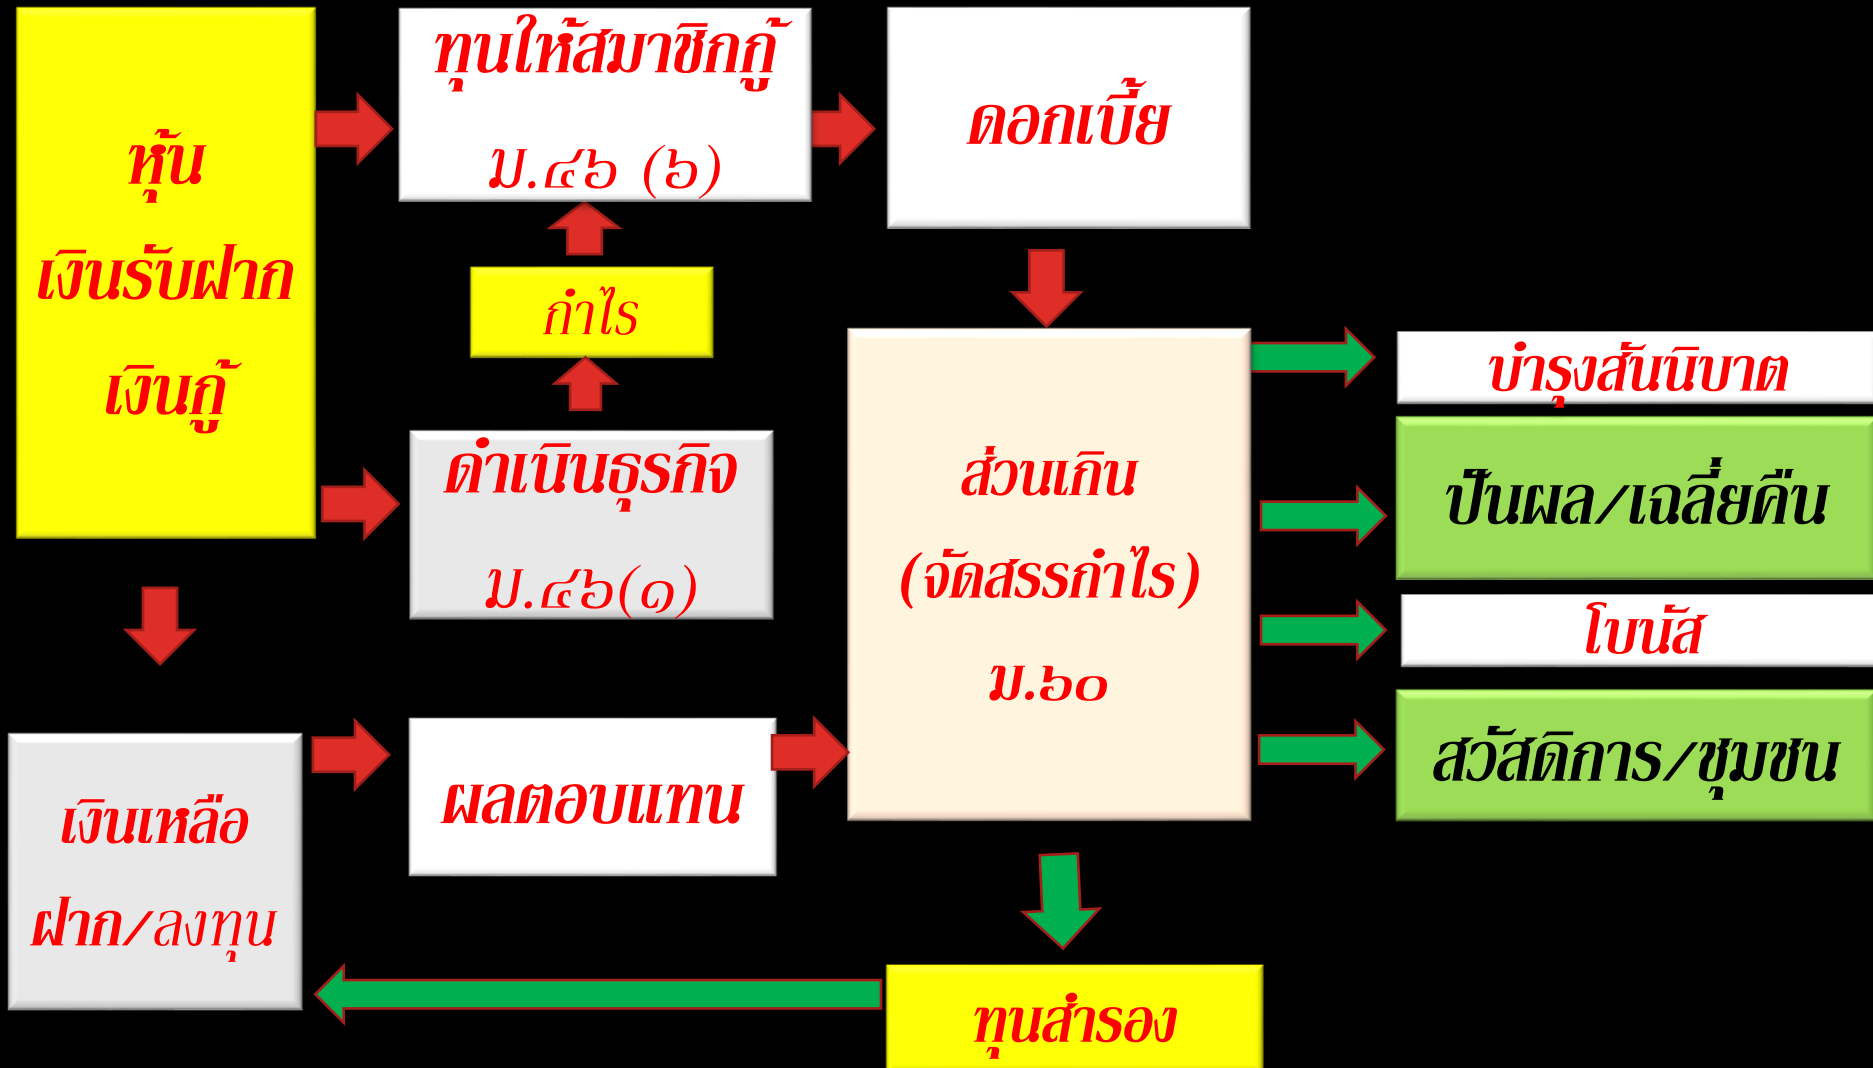 หุ้น
เงินรับฝาก
เงินกู้
ทุนให้สมาชิกกู้
ม.๔๖ (๖)
ดอกเบี้ย
กำไร
ดำเนินธุรกิจ
ม.๔๖(๑)
ส่วนเกิน
(จัดสรรกำไร)
ม.๖๐
บำรุงสันนิบาต
ปันผล/เฉลี่ยคืน
โบนัส
สวัสดิการ/ชุมชน
เงินเหลือ
ฝาก/ลงทุน
ผลตอบแทน
ทุนสำรอง